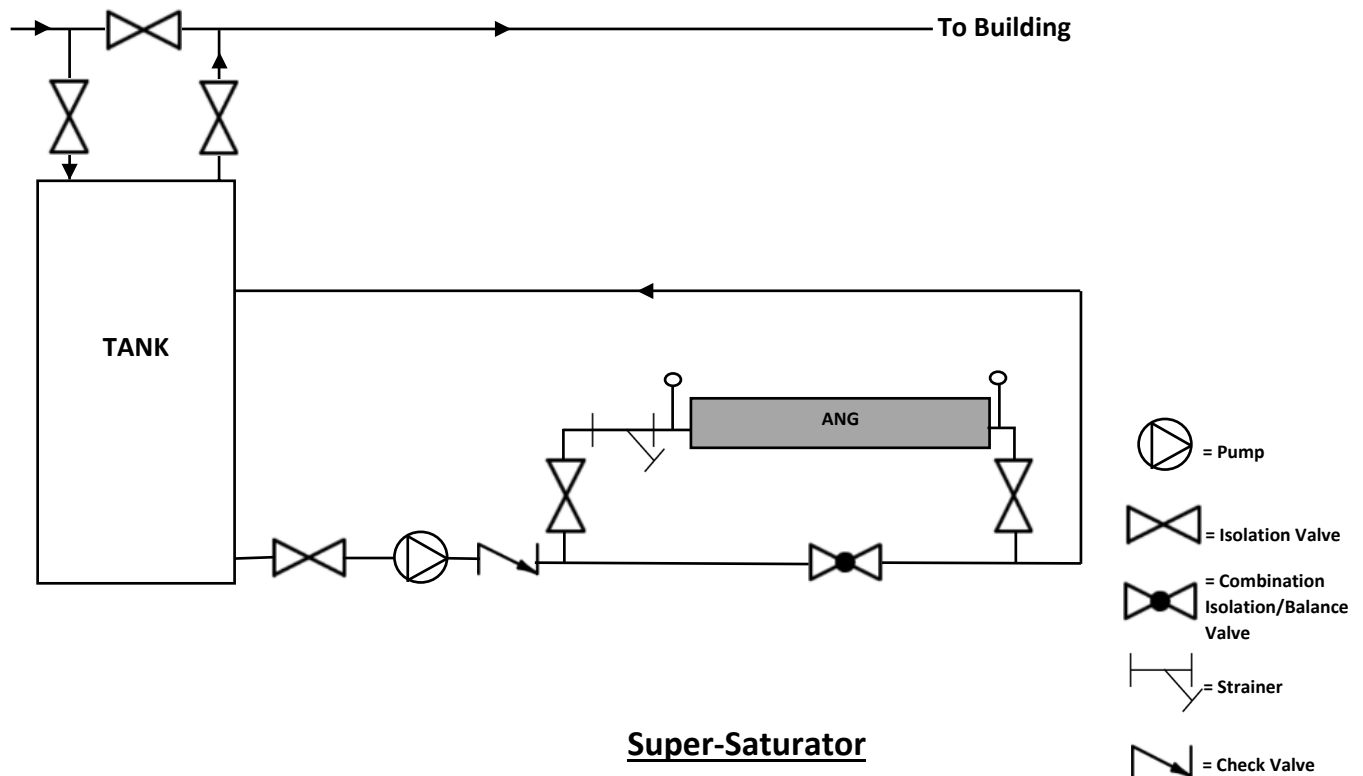 To Building
TANK
ANG
= Pump
= Isolation Valve
= Combination
Isolation/Balance
Valve
= Strainer
Super-Saturator
= Check Valve